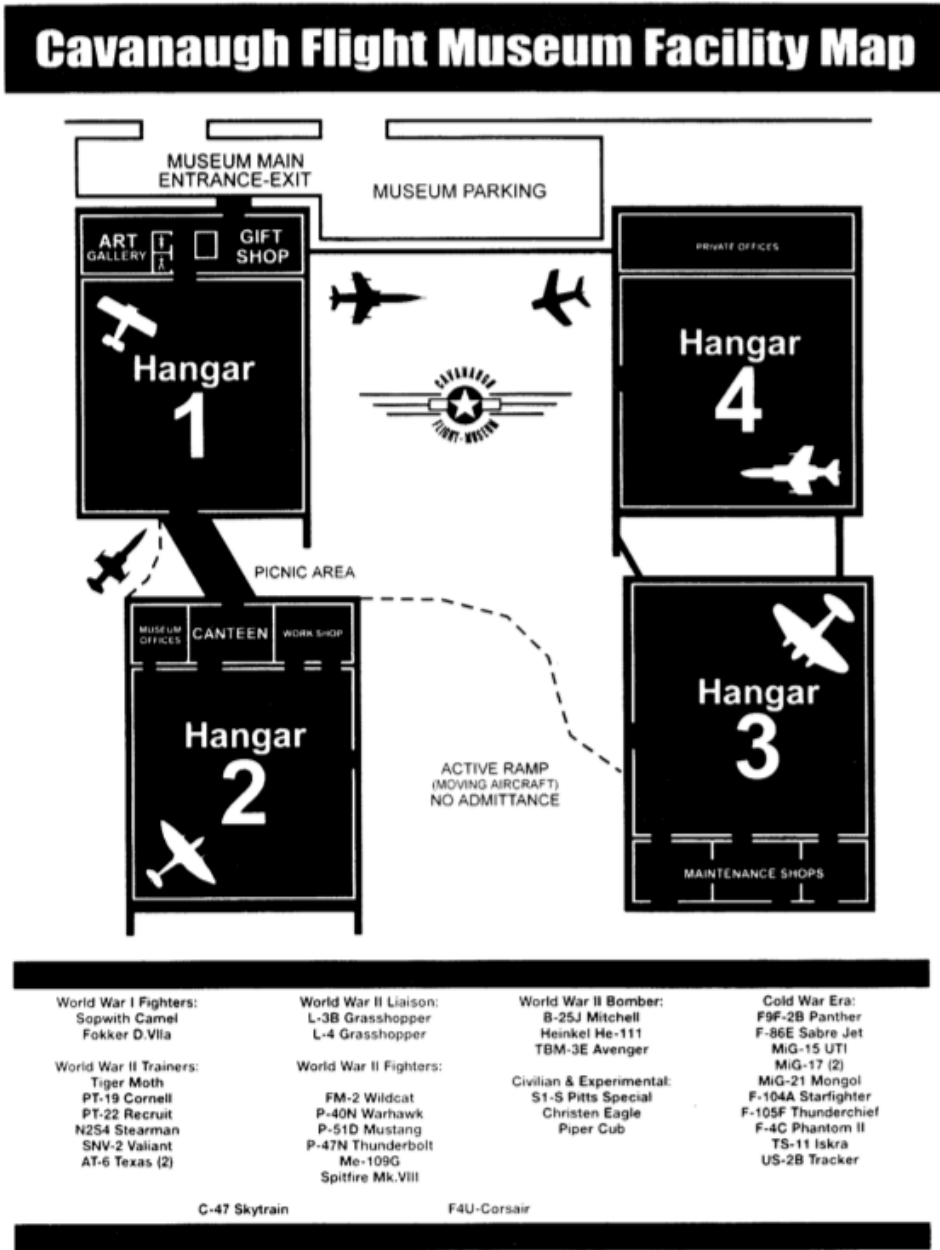 Cavanaugh Flight Museum Facility Map
MUSEUM MAIN
ENTRANCE-EXIT
MUSEUM PARKING
ART
GALLERY
GIFT
SHOP
PRIVATE OFFICES
Hangar
1
CAVANAUGH
FLIGHT-MUSEUM
Hangar
4
PICNIC AREA
MUSEUM
OFFICES
CANTEEN
WORK SHOP
Hangar
2
Hangar
3
ACTIVE RAMP
(MOVING AIRCRAFT)
NO ADMITTANCE
MAINTENANCE SHOPS
World War I Fighters:
Sopwith Camel
Fokker D.VIIa
World War II Trainers:
Tiger Moth
PT-19 Cornell
PT-22 Recruit
N2S4 Stearman
SNV-2 Valiant
AT-6 Texas (2)
World War II Liaison:
L-3B Grasshopper
L-4 Grasshopper
World War II Fighters:
FM-2 Wildcat
P-40N Warhawk
P-51D Mustang
P-47N Thunderbolt
Me-109G
Spitfire Mk.VIII
World War II Bomber:
B-25J Mitchell
Heinkel He-111
TBM-3E Avenger
Civilian & Experimental:
S1-S Pitts Special
Christen Eagle
Piper Cub
Cold War Era:
F9F-2B Panther
F-86E Sabre Jet
MiG-15 UTI
MiG-17 (2)
MiG-21 Mongol
F-104A Starfighter
F-105F Thunderchief
F-4C Phantom II
TS-11 Iskra
US-2B Tracker
C-47 Skytrain
F4U-Corsair